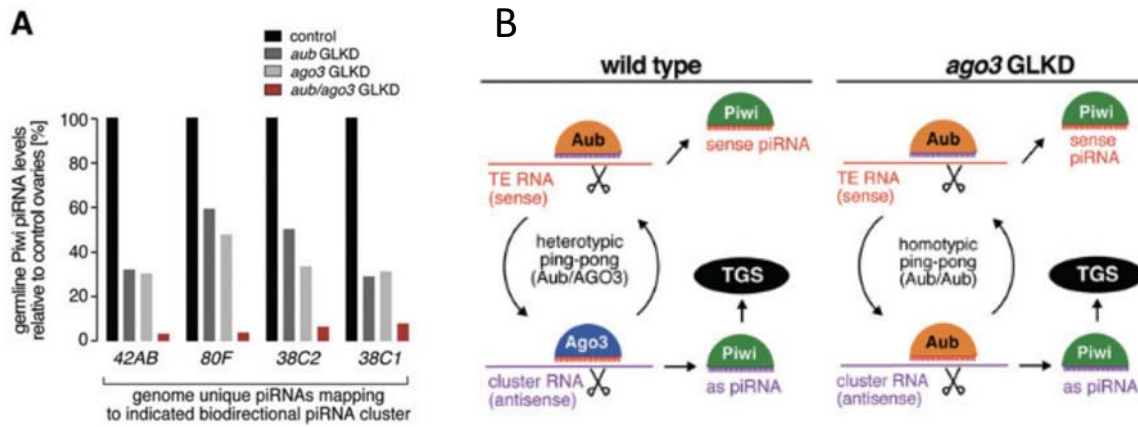 A
control
aub GLKD
ago3 GLKD
aub/ago3 GLKD
germline Piwi piRNA levels
relative to control ovaries [%]
100
80
60
40
20
0
42AB
80F
38C2
38C1
genome unique piRNAs mapping
to indicated biodirectional piRNA cluster
B
wild type
Aub
Piwi
sense piRNA
TE RNA
(sense)
heterotypic
ping-pong
(Aub/AGO3)
TGS
Ago3
Piwi
cluster RNA
(antisense)
as piRNA
ago3 GLKD
Aub
Piwi
sense
piRNA
TE RNA
(sense)
homotypic
ping-pong
(Aub/Aub)
TGS
Aub
Piwi
cluster RNA
(antisense)
as piRNA